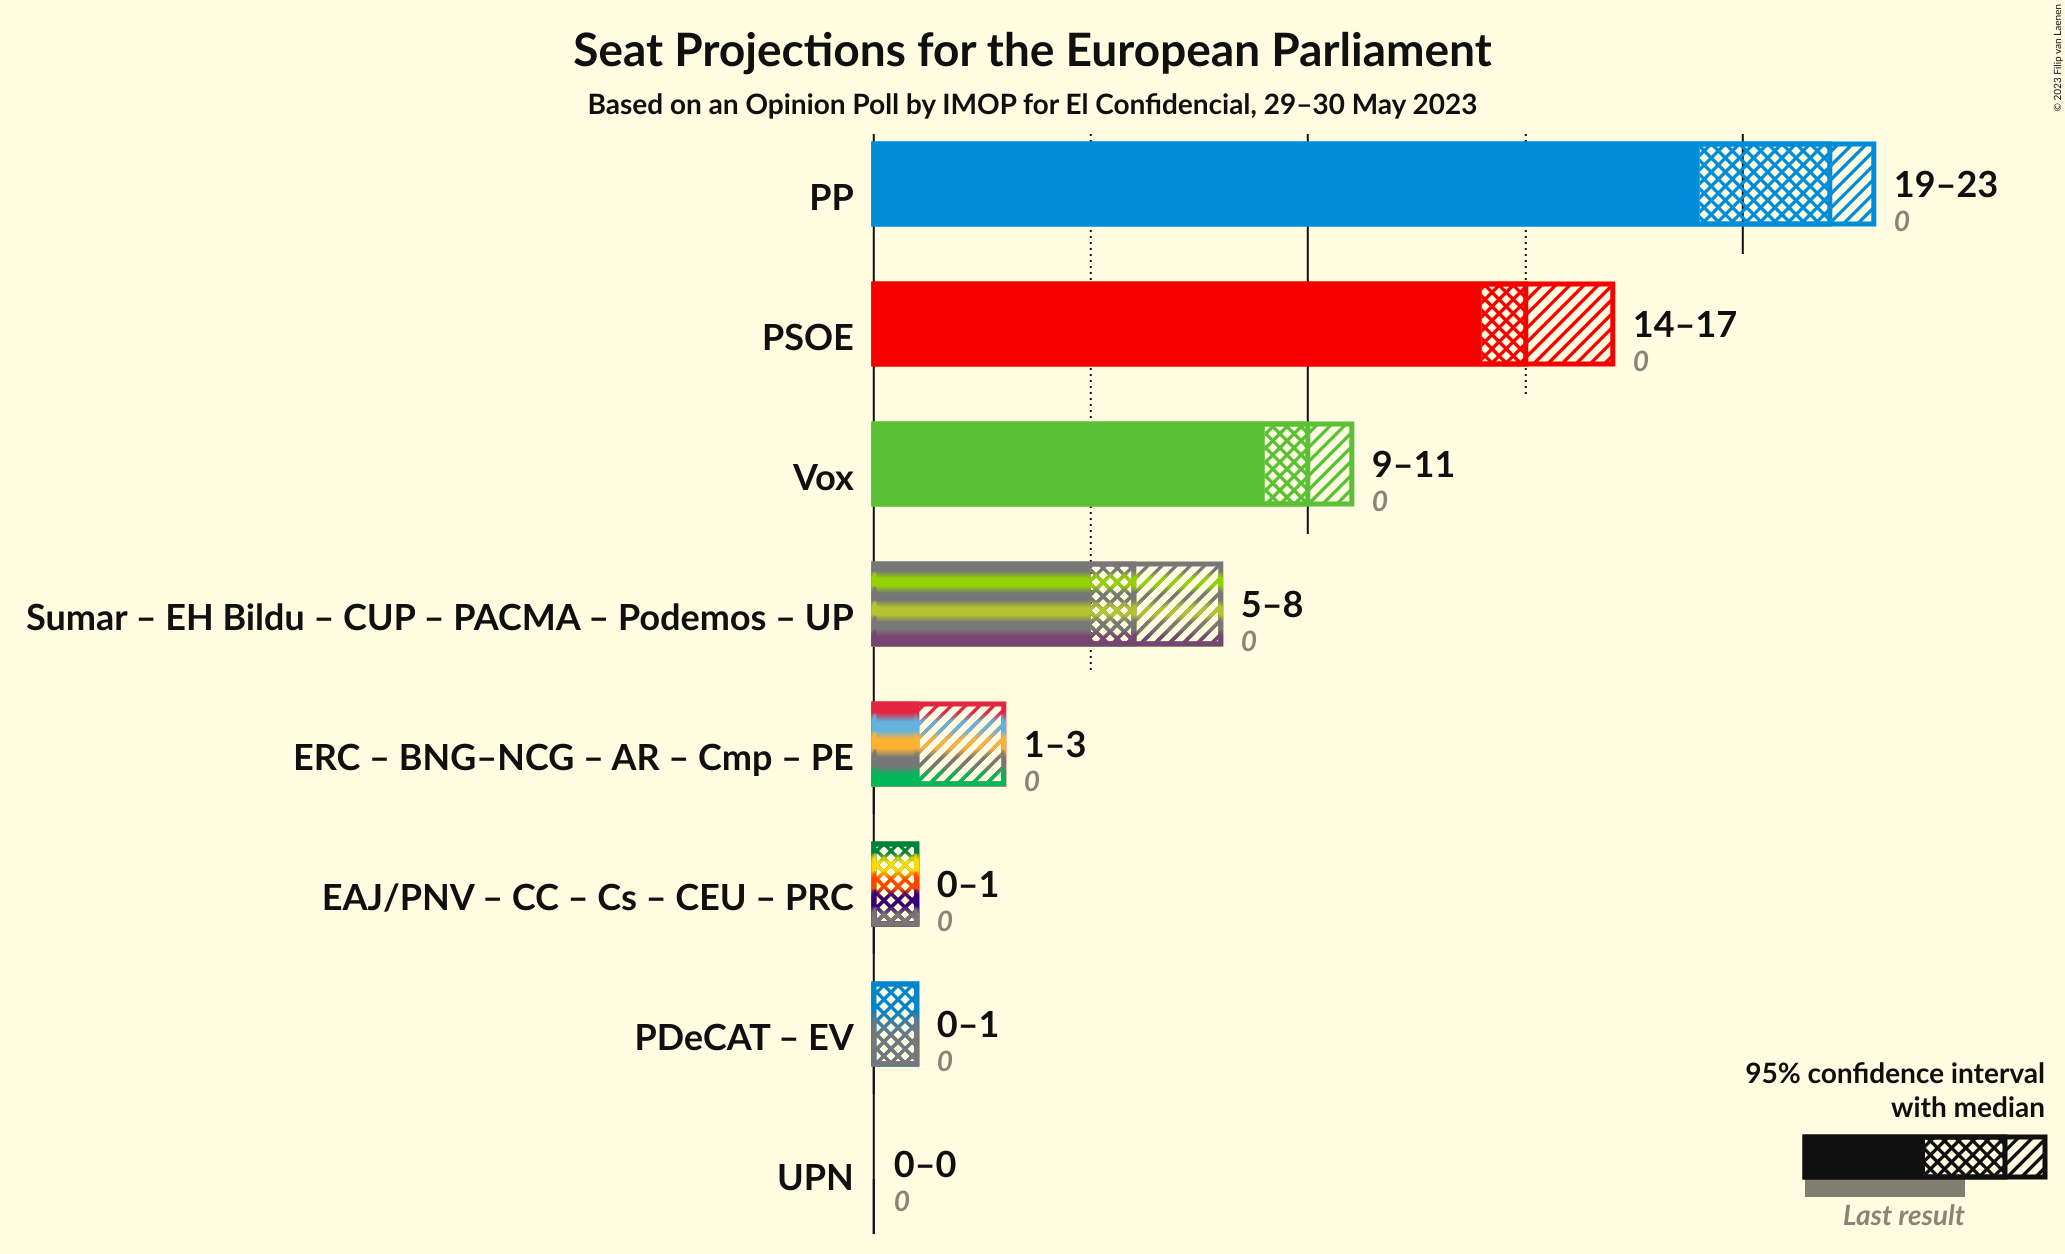 Seat Projections for the European Parliament
Based on an Opinion Poll by IMOP for El Confidencial, 29–30 May 2023
© 2023 Filip van Laenen
PP
19–23
0
PSOE
14–17
0
Vox
9–11
0
Sumar – EH Bildu – CUP – PACMA – Podemos – UP
5–8
0
ERC – BNG–NCG – AR – Cmp – PE
1–3
0
EAJ/PNV – CC – Cs – CEU – PRC
0–1
0
PDeCAT – EV
0–1
0
UPN
0–0
0
95% confidence interval
with median
Last result